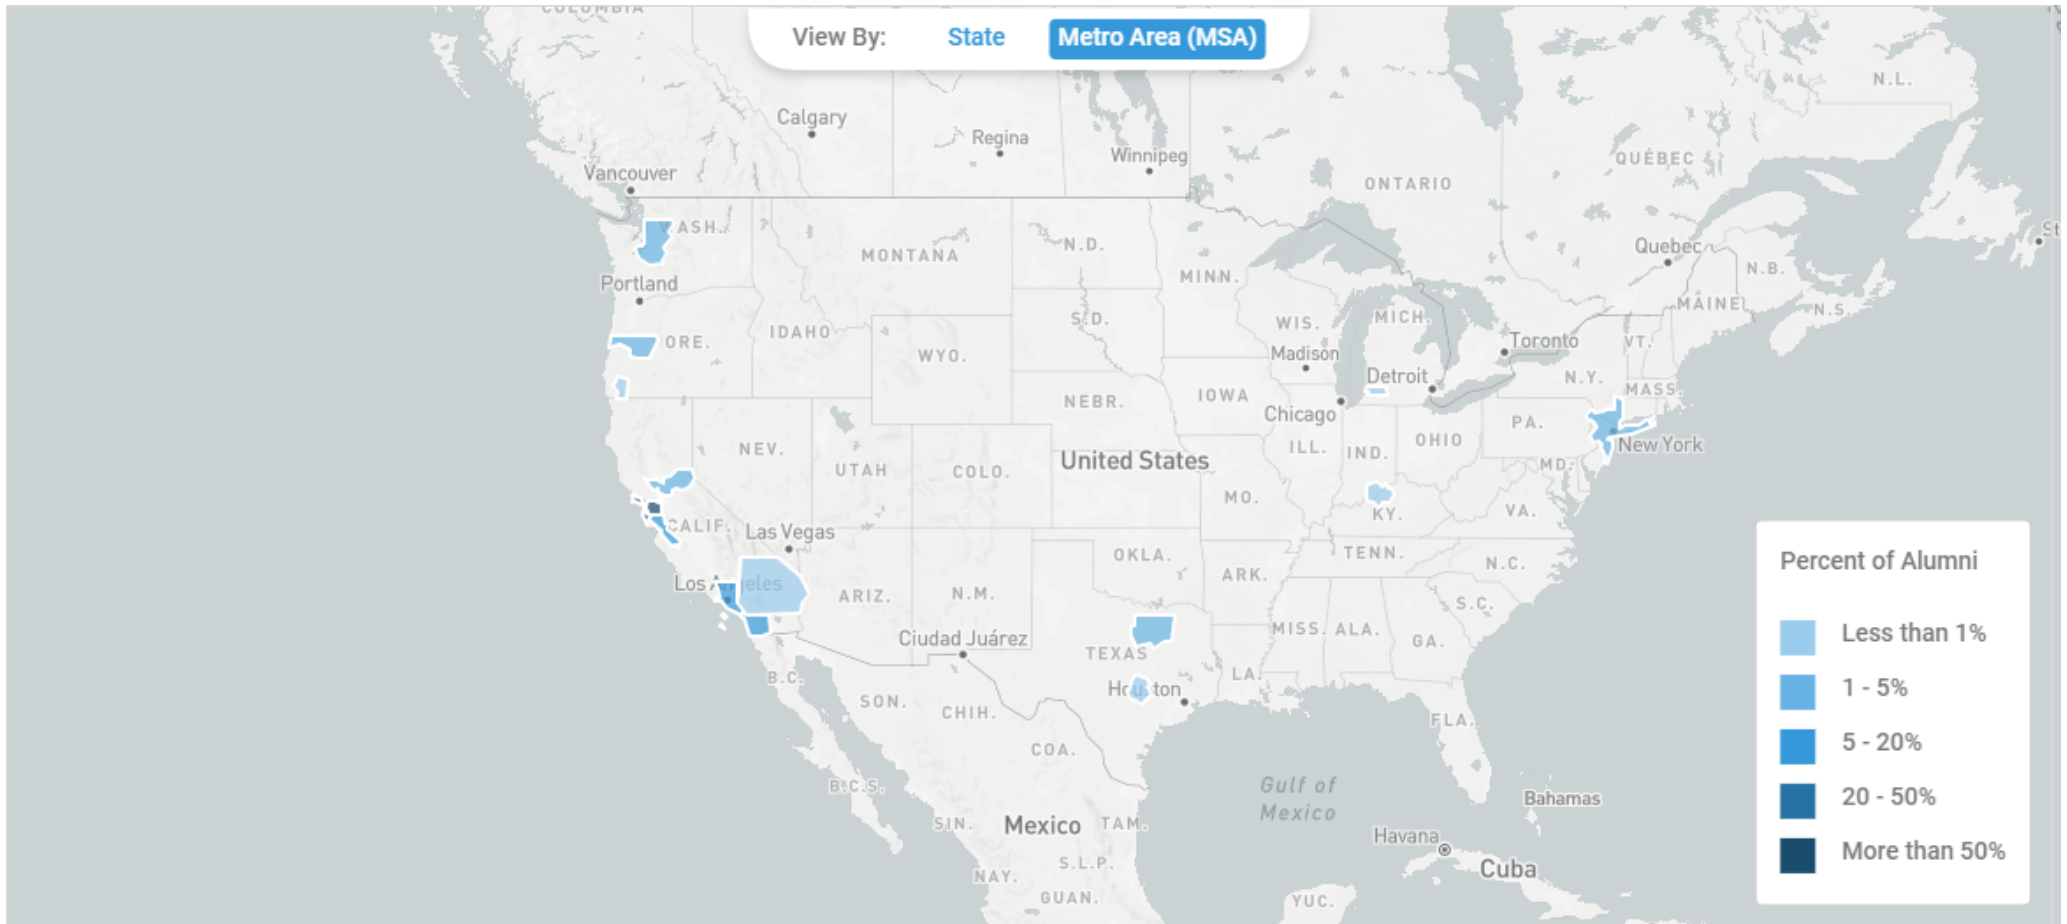 COLUMBIA
View By: State Metro Area (MSA)
N.L.
Calgary
Regina
Winnipeg
QUÉBEC
Vancouver
ONTARIO
WASH.
St
MONTANA
N.D.
Quebec
N.B.
MINN.
Portland
MAINE
N.S.
S.D.
WIS.
MICH.
IDAHO
ORE.
Toronto
VT.
WYO.
Madison
Detroit
N.Y.
MASS.
NEBR.
IOWA
Chicago
PA.
NEV.
ILL.
IND.
OHIO
New York
UTAH
COLO.
United States
MD.
MO.
KY.
VA.
CALIF.
Las Vegas
OKLA.
TENN.
N.C.
Los Angeles
ARIZ.
N.M.
ARK.
S.C.
Ciudad Juárez
MISS.
ALA.
GA.
TEXAS
B.C.
LA.
Houston
SON.
CHIH.
FLA.
COA.
B.C.S.
Gulf of
Mexico
Bahamas
SIN.
Mexico
TAM.
Havana
S.L.P.
Cuba
NAY.
GUAN.
YUC.
Percent of Alumni
Less than 1%
1 - 5%
5 - 20%
20 - 50%
More than 50%